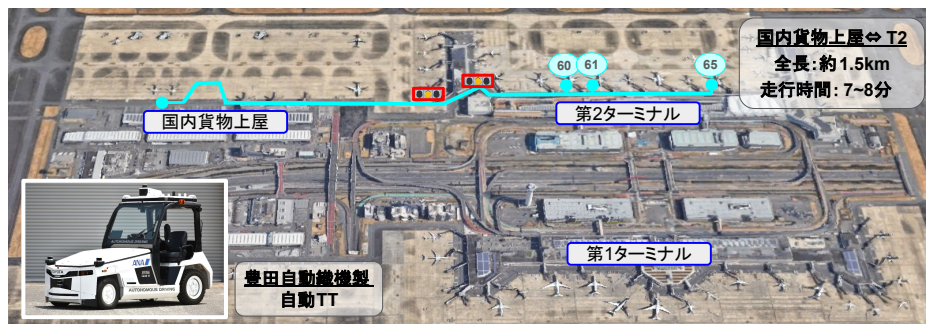 国内貨物上屋⇔ T2
全長：約1.5km
走行時間： 7~8分
60
61
65
国内貨物上屋
第2ターミナル
第1ターミナル
豊田自動織機製
自動TT
AUTONOMOUS DRIVING
ANA
AUTONOMOUS DRIVING